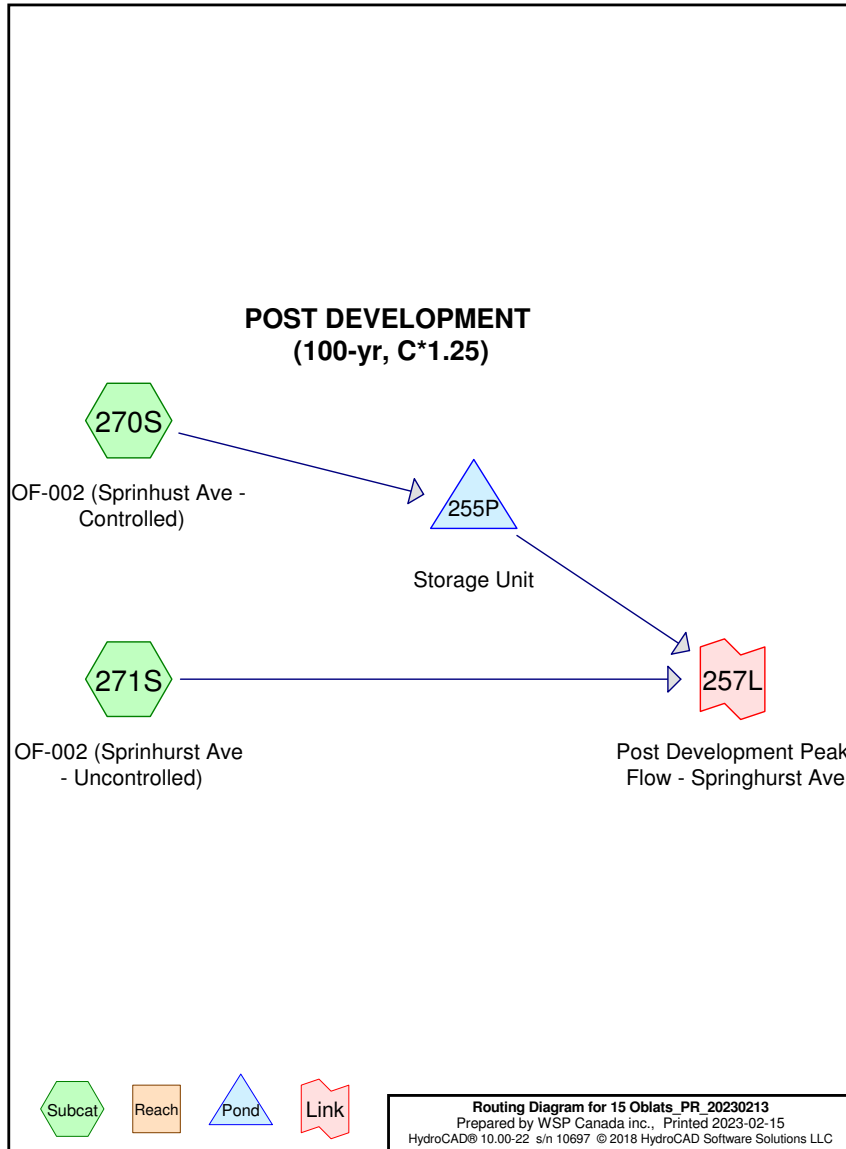 POST DEVELOPMENT
(100-yr, C*1.25)
270S
OF-002 (Sprinhust Ave -
Controlled)
255P
Storage Unit
271S
OF-002 (Sprinhurst Ave
- Uncontrolled)
257L
Post Development Peak
Flow - Springhurst Ave
Subcat
Reach
Pond
Link
Routing Diagram for 15 Oblats_PR_20230213
Prepared by WSP Canada inc., Printed 2023-02-15
HydroCAD® 10.00-22 s/n 10697 © 2018 HydroCAD Software Solutions LLC